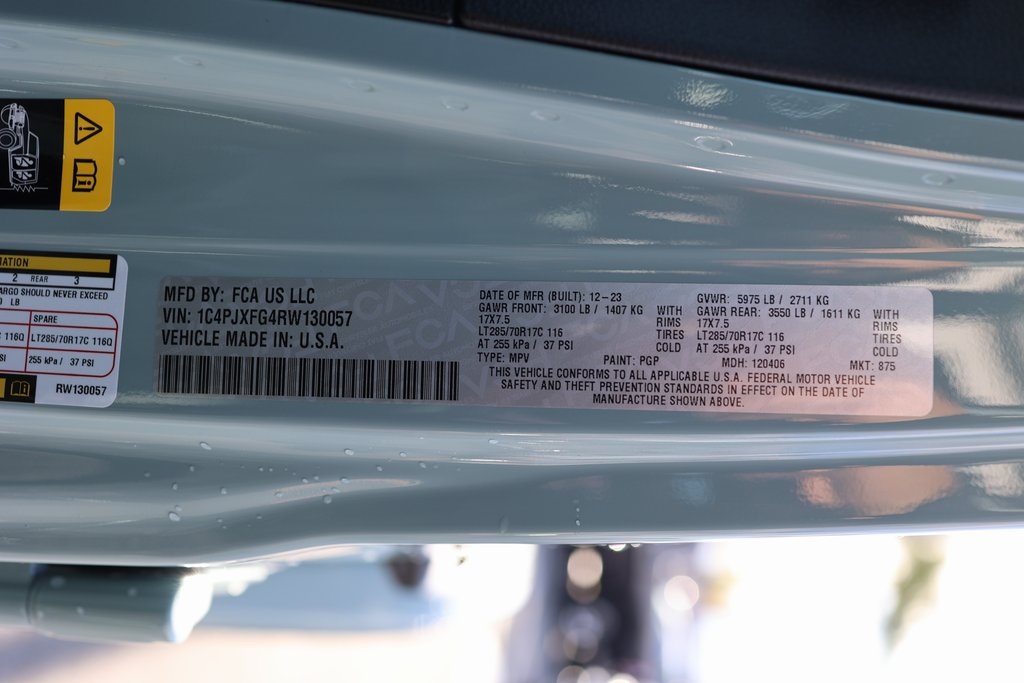 MATION
2 REAR 3
ARGO SHOULD NEVER EXCEED
LB
SPARE
116Q LT285/70R17C 116Q
PSI 255 kPa / 37 PSI
RW130057
MFD BY: FCA US LLC
VIN: 1C4PJXFG4RW130057
VEHICLE MADE IN: U.S.A.
DATE OF MFR (BUILT): 12-23
GAWR FRONT: 3100 LB / 1407 KG WITH
17X7.5 RIMS
LT285/70R17C 116 TIRES
AT 255 kPa / 37 PSI COLD
GVWR: 5975 LB / 2711 KG
GAWR REAR: 3550 LB / 1611 KG WITH
17X7.5 RIMS
LT285/70R17C 116 TIRES
AT 255 kPa / 37 PSI COLD
TYPE: MPV PAINT: PGP MDH: 120406 MKT: 875
THIS VEHICLE CONFORMS TO ALL APPLICABLE U.S.A. FEDERAL MOTOR VEHICLE
SAFETY AND THEFT PREVENTION STANDARDS IN EFFECT ON THE DATE OF
MANUFACTURE SHOWN ABOVE.